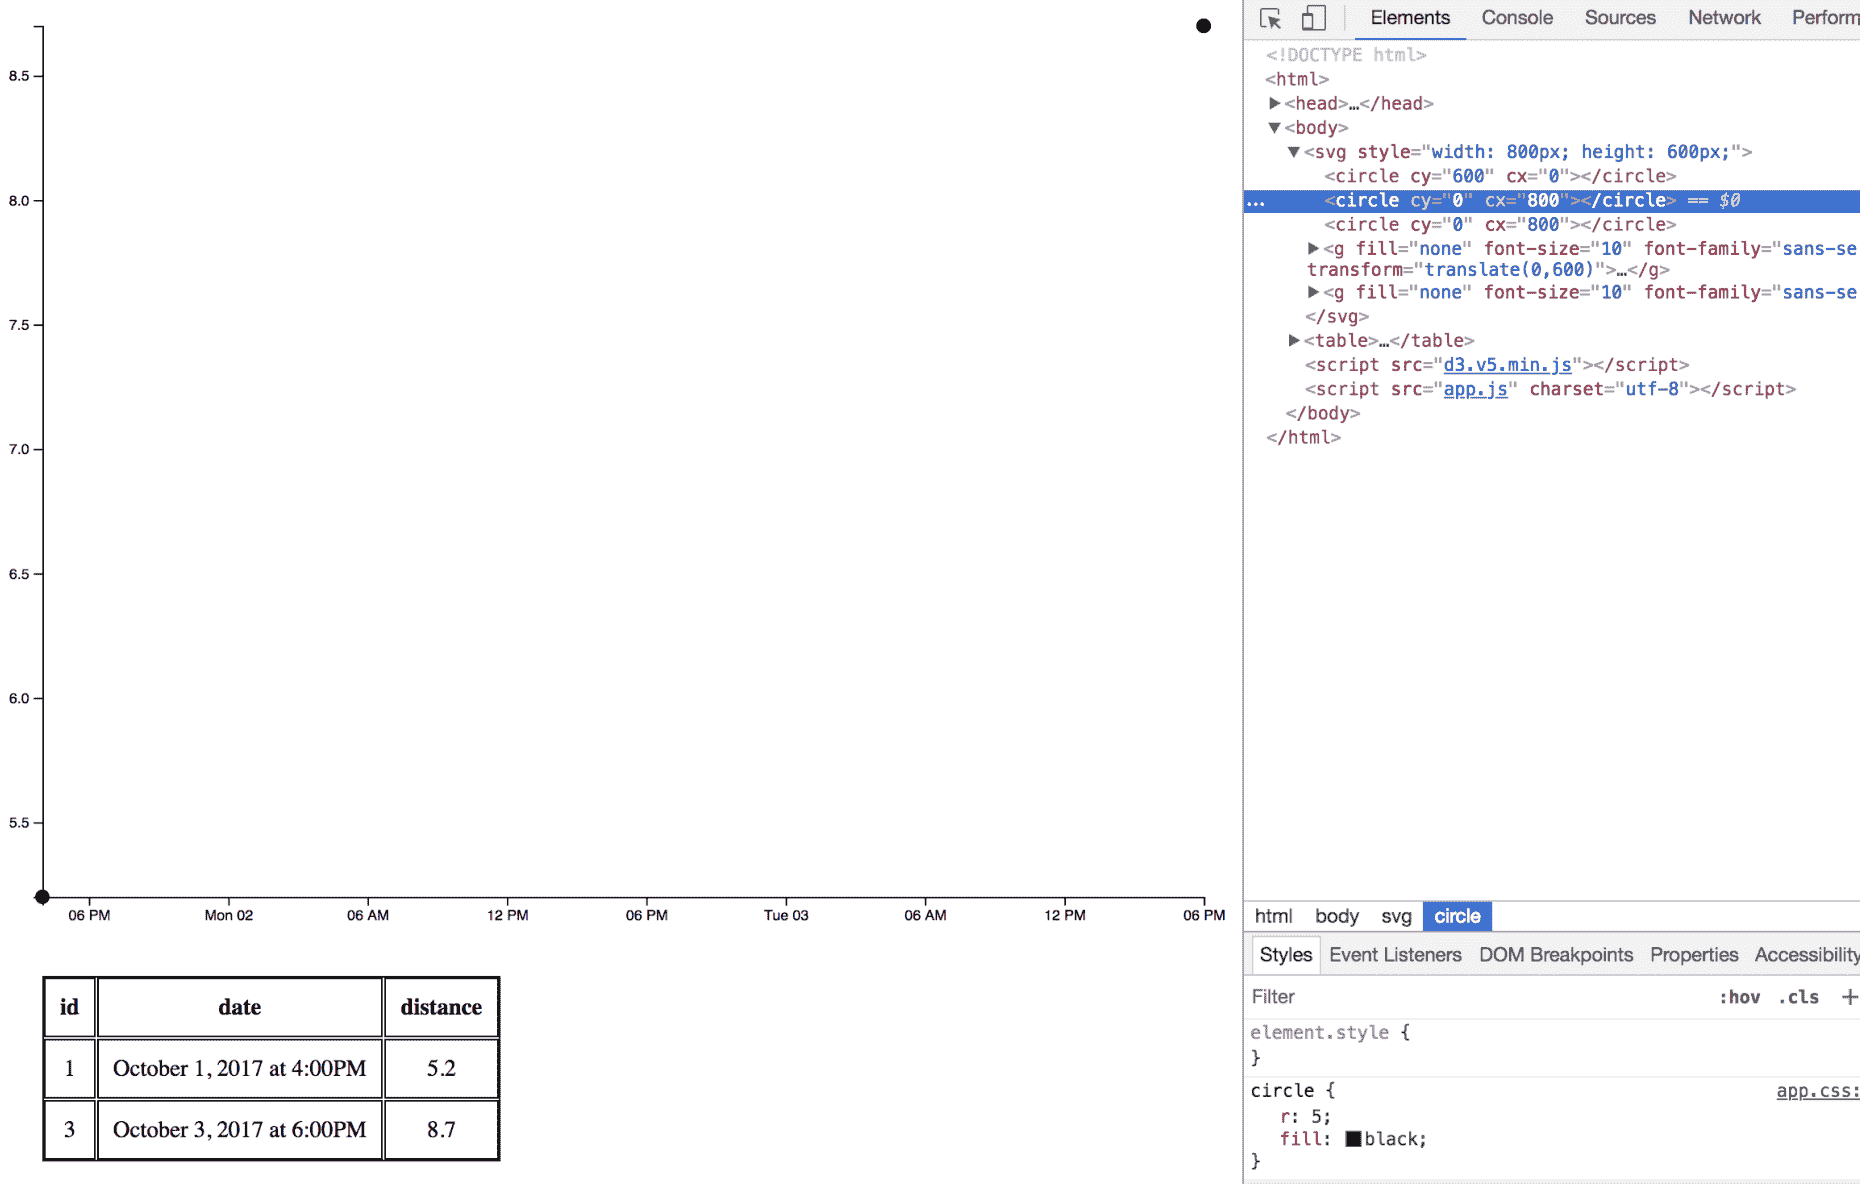 8.5
8.0
7.5
7.0
6.5
6.0
5.5
06 PM Mon 02 06 AM 12 PM 06 PM Tue 03 06 AM 12 PM 06 PM
id date distance
1 October 1, 2017 at 4:00PM 5.2
3 October 3, 2017 at 6:00PM 8.7
Elements Console Sources Network Perform
<!DOCTYPE html>
<html>
▶<head>…</head>
▼<body>
▼<svg style="width: 800px; height: 600px;">
<circle cy="600" cx="0"></circle>
... <circle cy="0" cx="800"></circle> == $0
<circle cy="0" cx="800"></circle>
▶<g fill="none" font-size="10" font-family="sans-se
transform="translate(0,600)">…</g>
▶<g fill="none" font-size="10" font-family="sans-se
</svg>
▶<table>…</table>
<script src="d3.v5.min.js"></script>
<script src="app.js" charset="utf-8"></script>
</body>
</html>
html body svg circle
Styles Event Listeners DOM Breakpoints Properties Accessibility
Filter :hov .cls +
element.style {
}
circle { app.css:
r: 5;
fill: black;
}